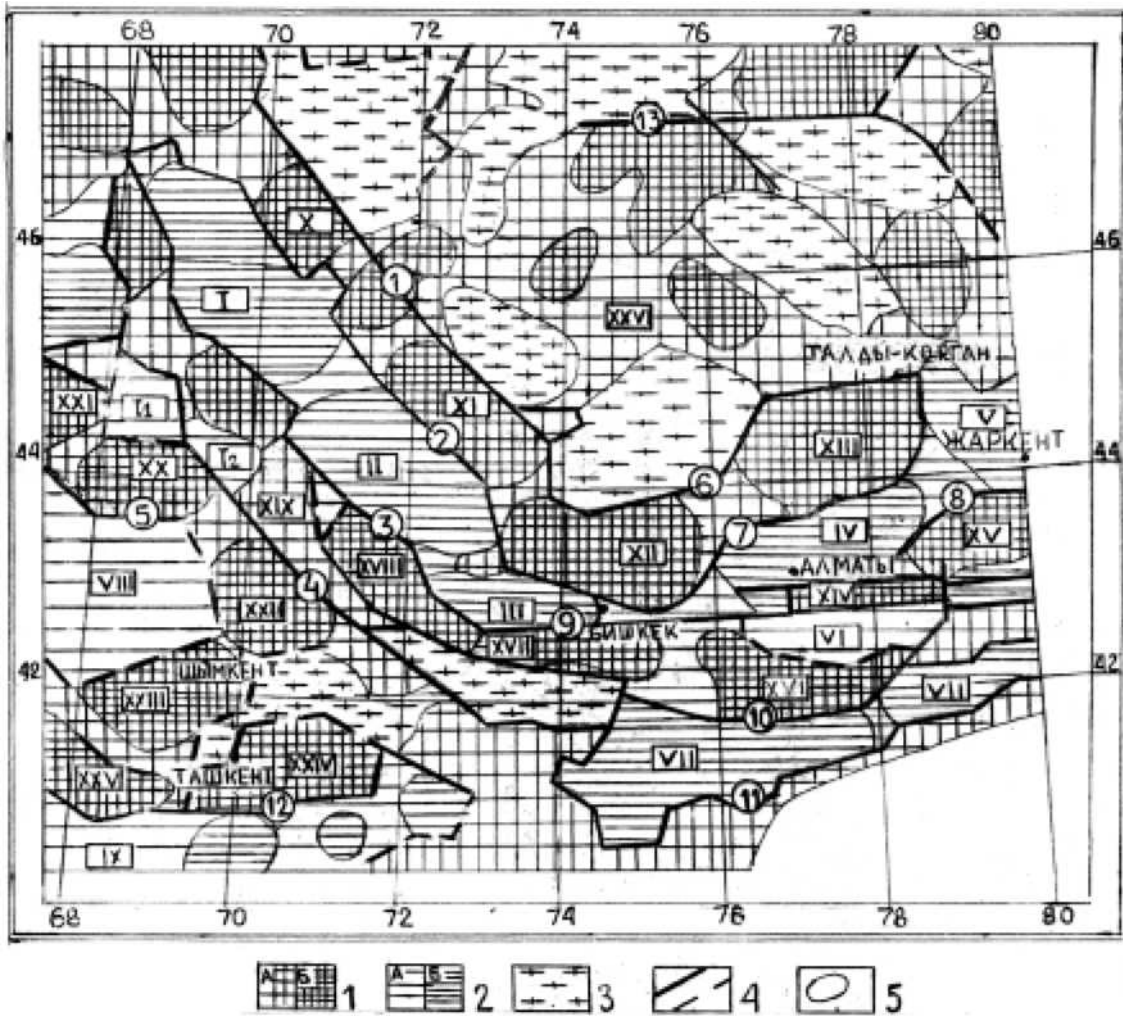 68 70 72 74 76 78 80
13
X
46 46
1
I
XXVI
ТАЛДЫ-КОРГАН
XXI I1 XI V
2 ЖАРКЕНТ
XIII
44 44
XX I2 II
6 8
5 XIX 3 7 IV XV
XII
XVIII АЛМАТЫ
VIII 4 XIV
XXII III
9 БИШКЕК VI
XVII
42 ШЫМКЕНТ 42
XVI VII
XXIII
10
VII
XXIV
XXV ТАШКЕНТ
12 11
IX
68 70 72 74 76 78 80
А Б 1 А Б 2 3 4 5